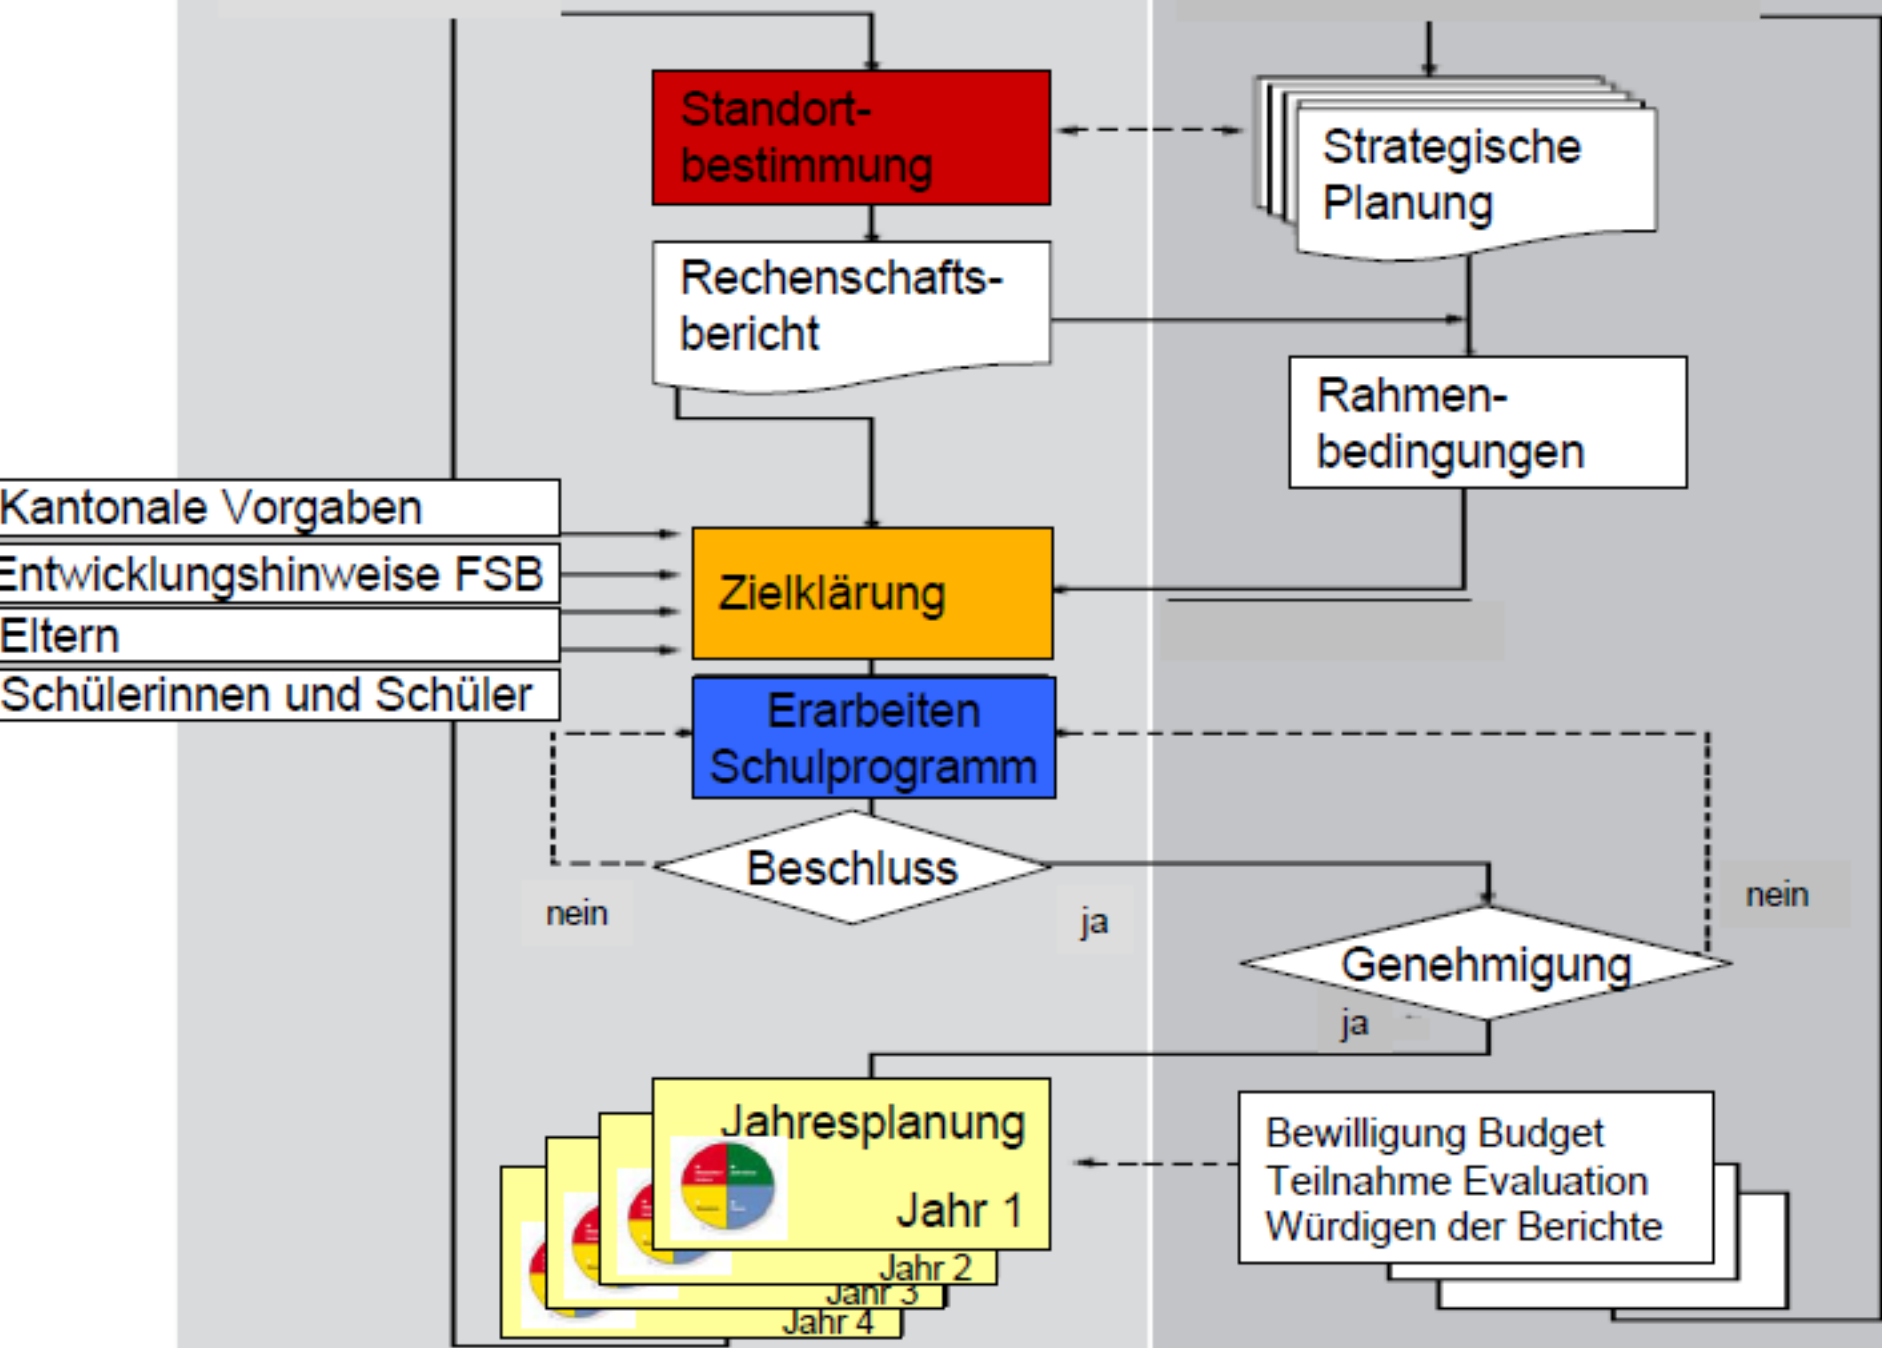 Standort-
bestimmung
Strategische
Planung
Rechenschafts-
bericht
Rahmen-
bedingungen
Kantonale Vorgaben
Entwicklungshinweise FSB
Eltern
Schülerinnen und Schüler
Zielklärung
Erarbeiten
Schulprogramm
Beschluss
nein
ja
nein
Genehmigung
ja
Jahresplanung
Jahr 1
Jahr 2
Jahr 3
Jahr 4
Bewilligung Budget
Teilnahme Evaluation
Würdigen der Berichte